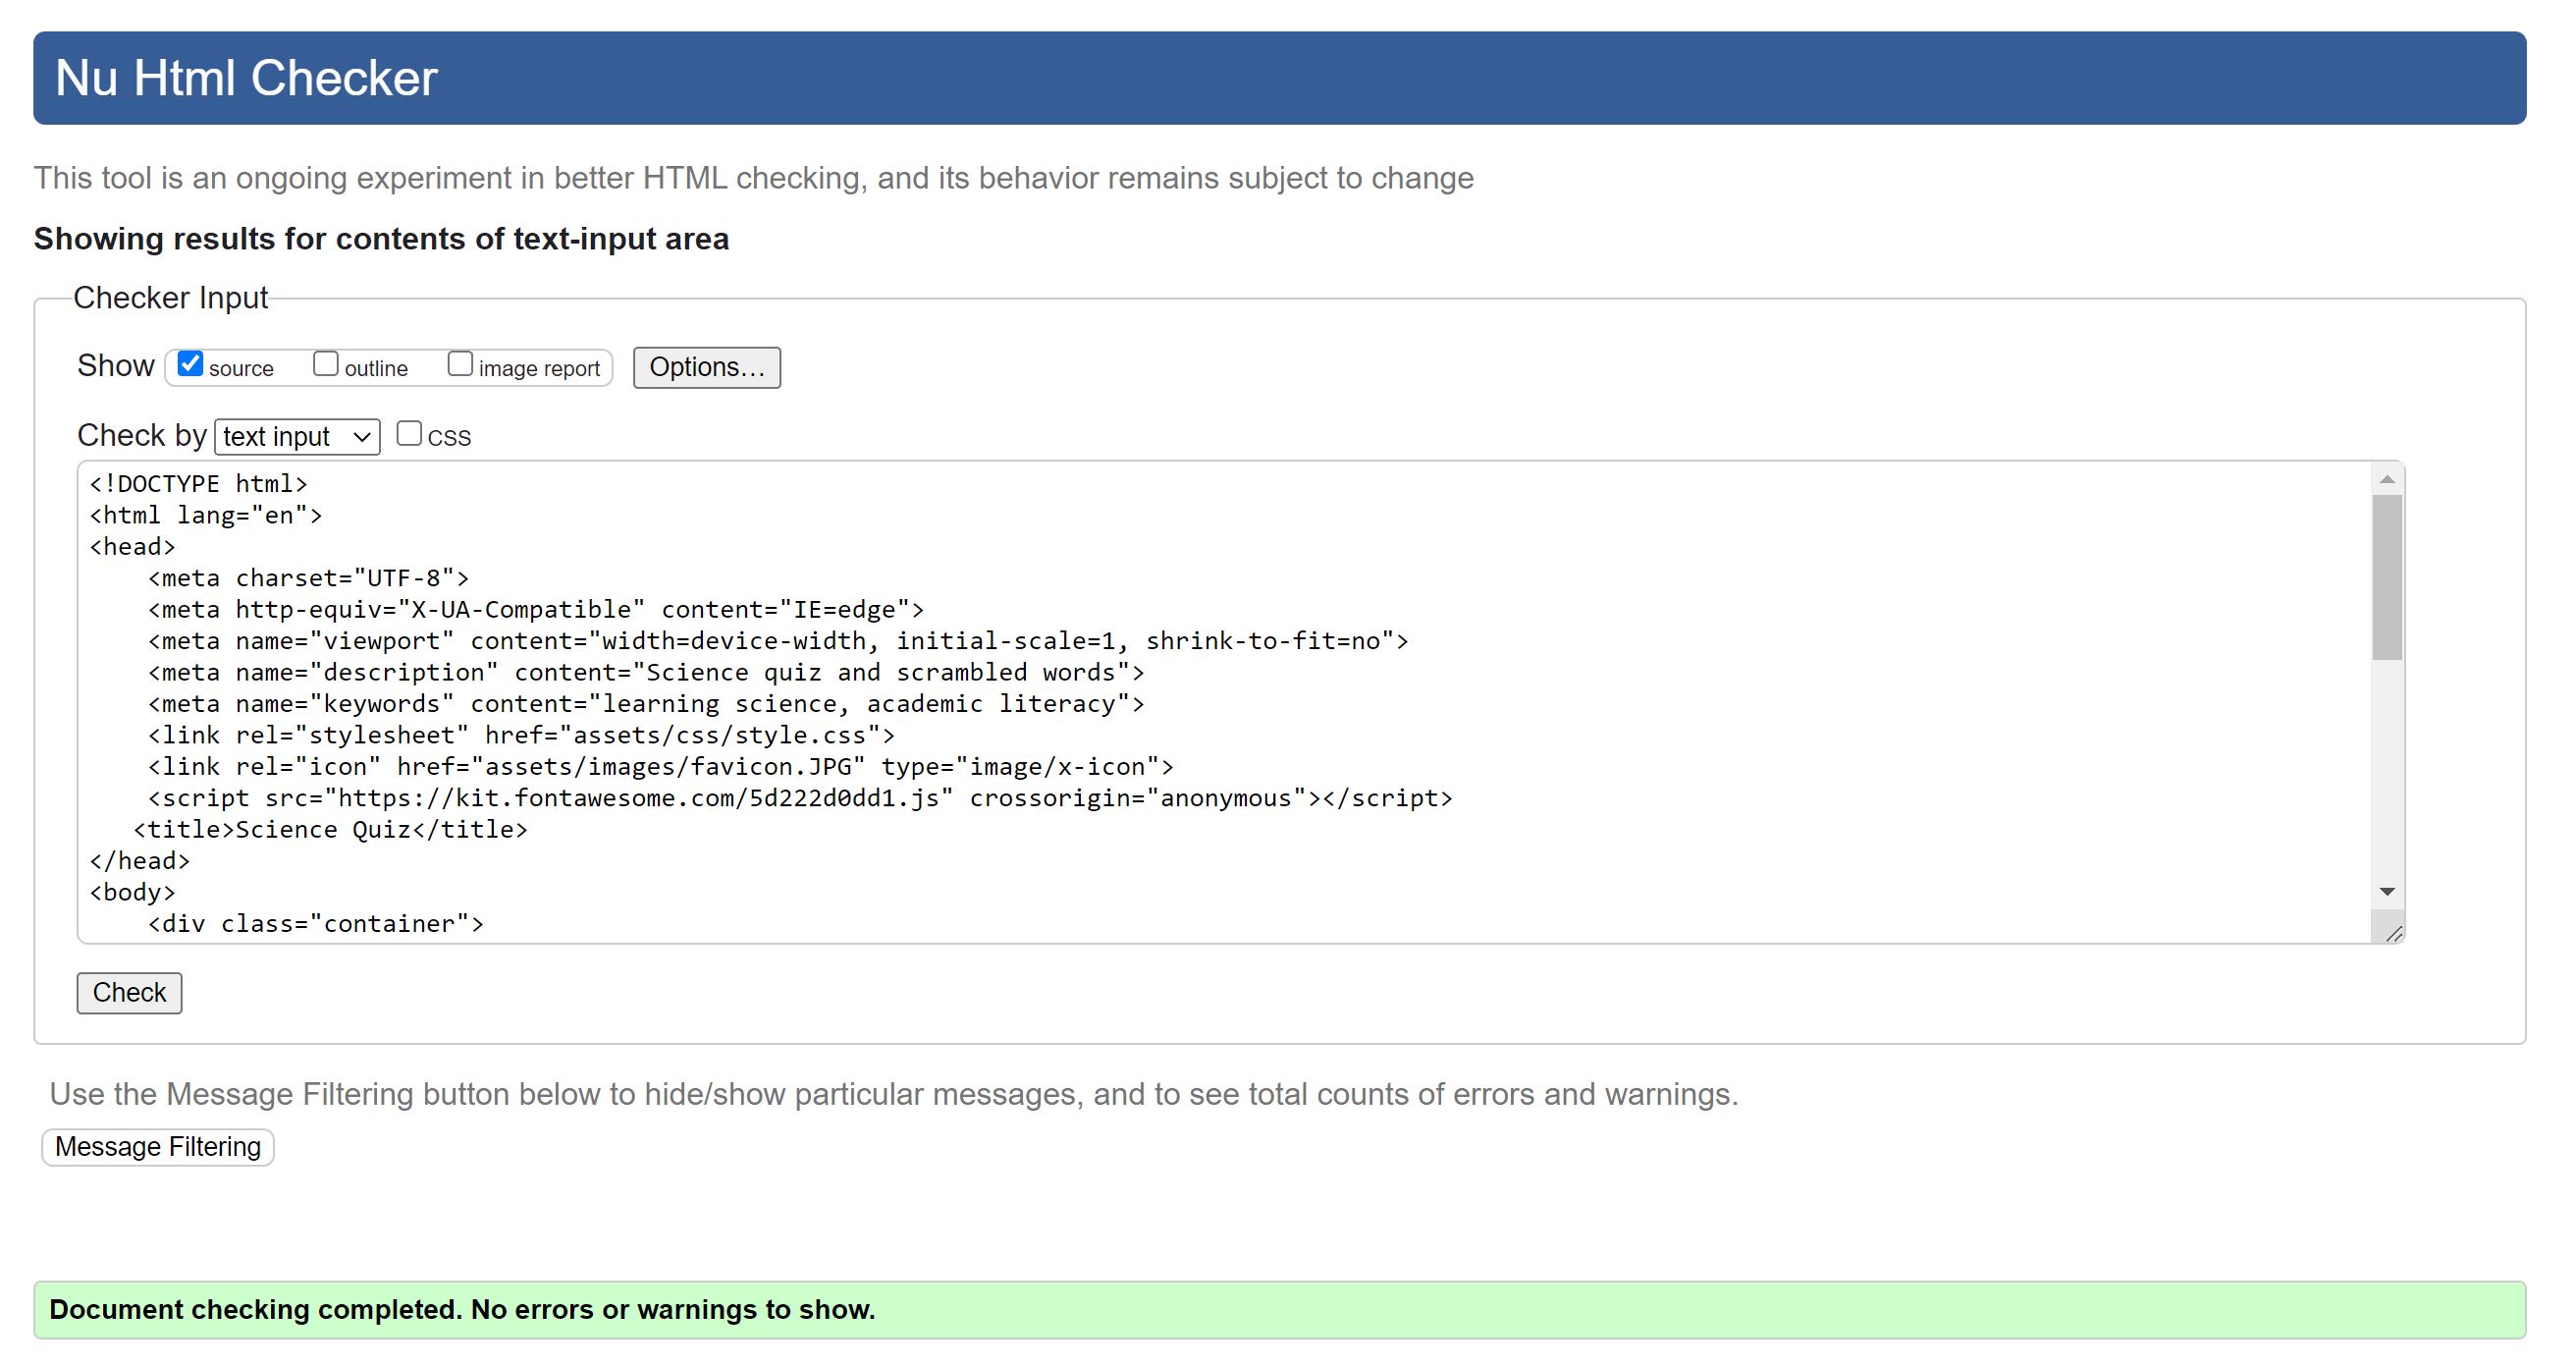 Nu Html Checker
This tool is an ongoing experiment in better HTML checking, and its behavior remains subject to change
Showing results for contents of text-input area
Checker Input
Show source outline image report Options...
Check by text input CSS
<!DOCTYPE html>
<html lang="en">
<head>
    <meta charset="UTF-8">
    <meta http-equiv="X-UA-Compatible" content="IE=edge">
    <meta name="viewport" content="width=device-width, initial-scale=1, shrink-to-fit=no">
    <meta name="description" content="Science quiz and scrambled words">
    <meta name="keywords" content="learning science, academic literacy">
    <link rel="stylesheet" href="assets/css/style.css">
    <link rel="icon" href="assets/images/favicon.JPG" type="image/x-icon">
    <script src="https://kit.fontawesome.com/5d222d0dd1.js" crossorigin="anonymous"></script>
   <title>Science Quiz</title>
</head>
<body>
    <div class="container">
Check
Use the Message Filtering button below to hide/show particular messages, and to see total counts of errors and warnings.
Message Filtering
Document checking completed. No errors or warnings to show.